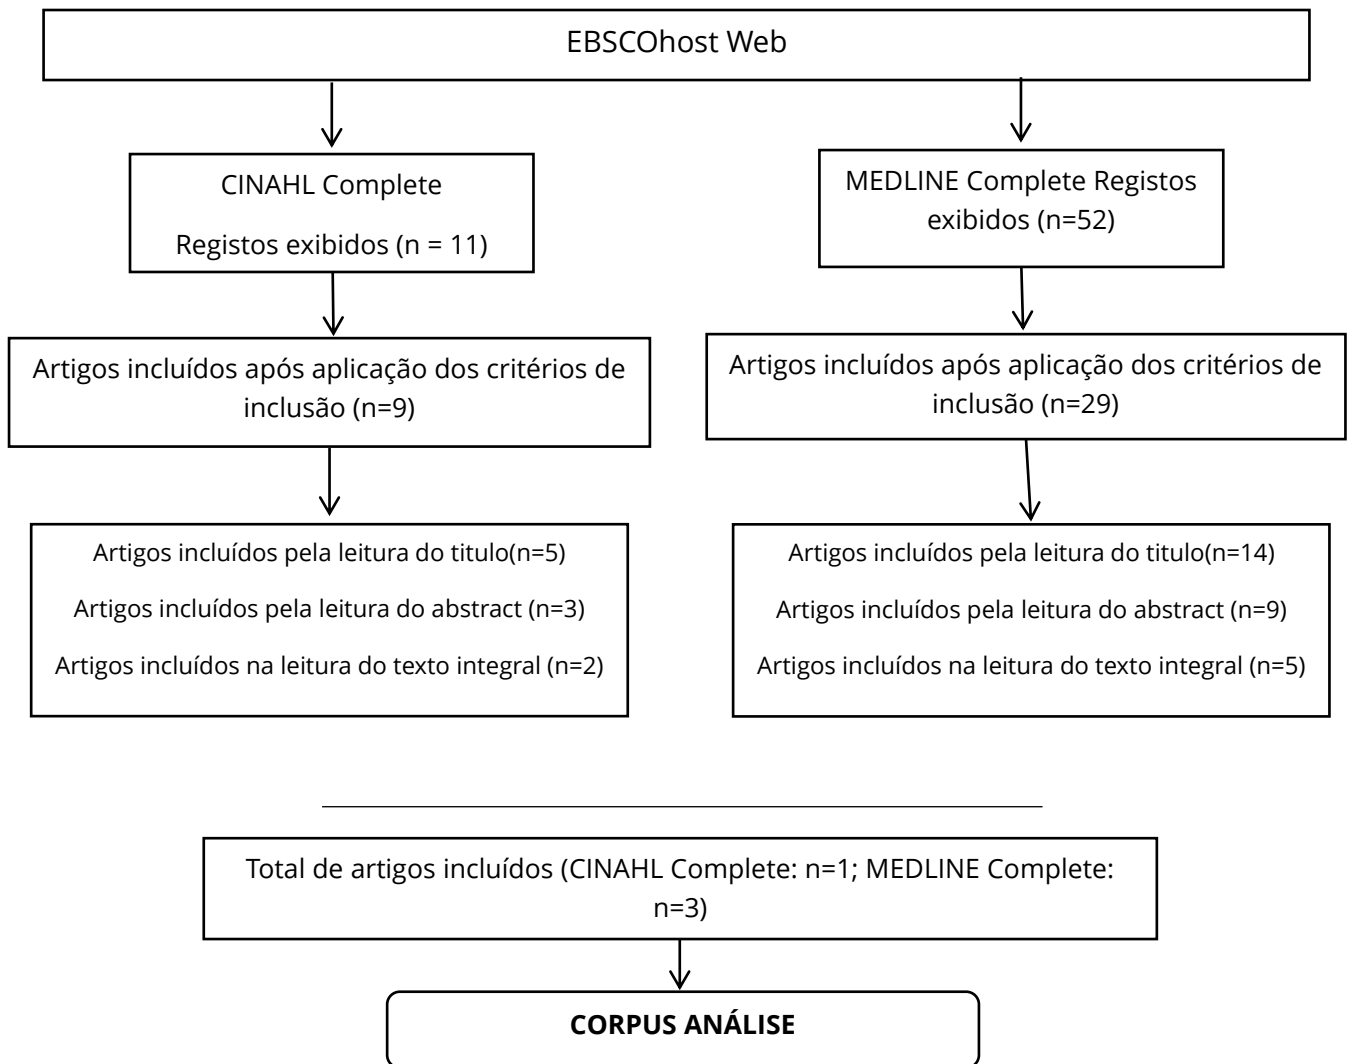 EBSCOhost Web
CINAHL Complete
Registos exibidos (n = 11)
MEDLINE Complete Registos
exibidos (n=52)
Artigos incluídos após aplicação dos critérios de
inclusão (n=9)
Artigos incluídos após aplicação dos critérios de
inclusão (n=29)
Artigos incluídos pela leitura do titulo(n=5)
Artigos incluídos pela leitura do abstract (n=3)
Artigos incluídos na leitura do texto integral (n=2)
Artigos incluídos pela leitura do titulo(n=14)
Artigos incluídos pela leitura do abstract (n=9)
Artigos incluídos na leitura do texto integral (n=5)
Total de artigos incluídos (CINAHL Complete: n=1; MEDLINE Complete:
n=3)
CORPUS ANÁLISE